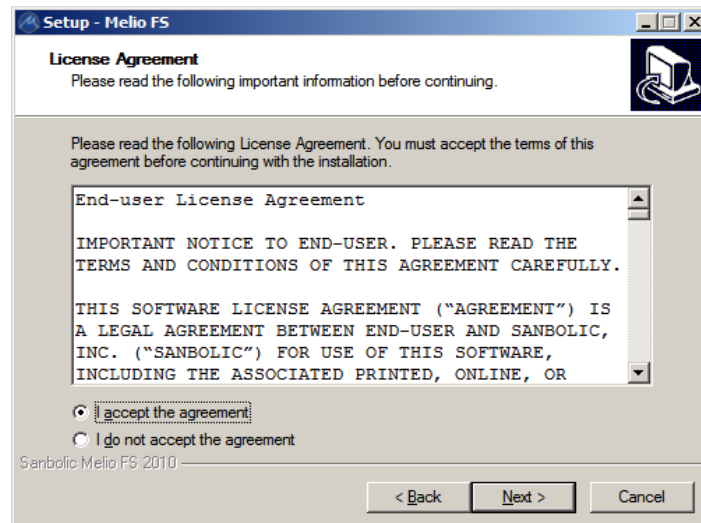 Setup - Melio FS
License Agreement
Please read the following important information before continuing.
Please read the following License Agreement. You must accept the terms of this
agreement before continuing with the installation.
End-user License Agreement
IMPORTANT NOTICE TO END-USER. PLEASE READ THE
TERMS AND CONDITIONS OF THIS AGREEMENT CAREFULLY.
THIS SOFTWARE LICENSE AGREEMENT (“AGREEMENT”) IS
A LEGAL AGREEMENT BETWEEN END-USER AND SANBOLIC,
INC. (“SANBOLIC”) FOR USE OF THIS SOFTWARE,
INCLUDING THE ASSOCIATED PRINTED, ONLINE, OR
I accept the agreement
I do not accept the agreement
Sanbolic Melio FS 2010
< Back Next > Cancel